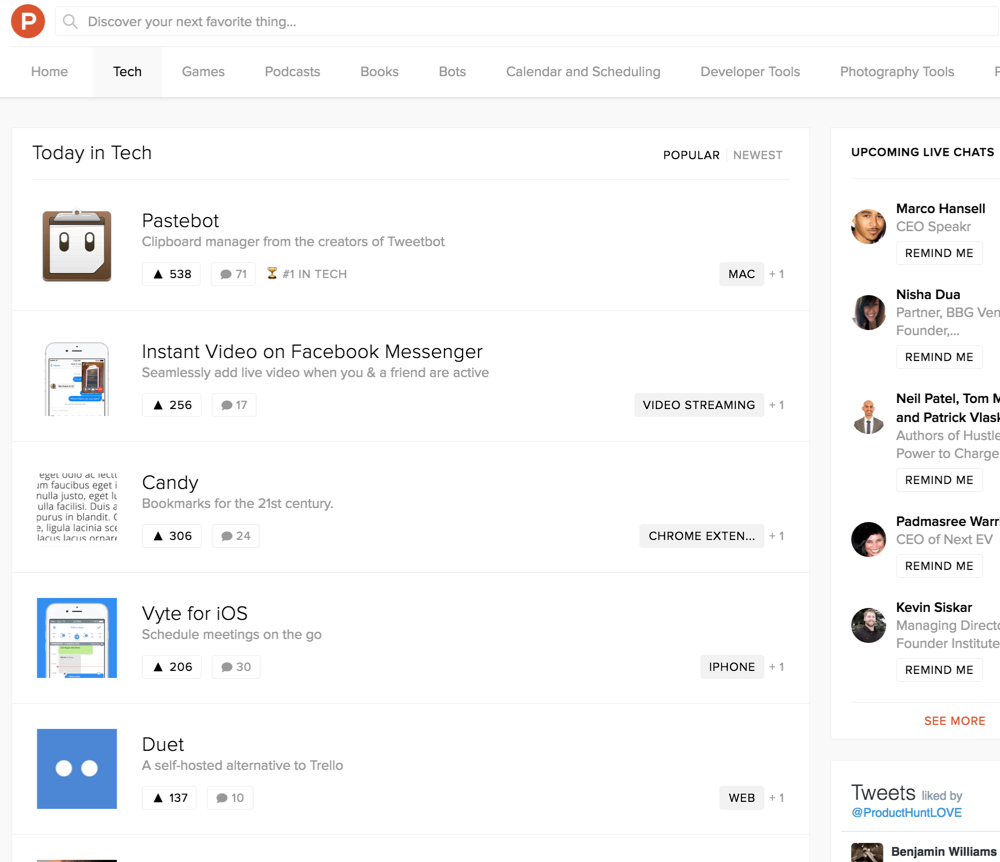 P
Discover your next favorite thing...
Home Tech Games Podcasts Books Bots Calendar and Scheduling Developer Tools Photography Tools
Today in Tech
POPULAR NEWEST
Pastebot
Clipboard manager from the creators of Tweetbot
538 71 #1 IN TECH
MAC + 1
Instant Video on Facebook Messenger
Seamlessly add live video when you & a friend are active
256 17
VIDEO STREAMING + 1
eget odio ac lectu
um faucibus eget i
nulla justo, eget lu
ulla facilisi. Duis a
purus in blandit. C
e, ligula lacinia sce
lacus lacus ornare
Candy
Bookmarks for the 21st century.
306 24
CHROME EXTEN... + 1
Vyte for iOS
Schedule meetings on the go
206 30
IPHONE + 1
Duet
A self-hosted alternative to Trello
137 10
WEB + 1
UPCOMING LIVE CHATS
Marco Hansell
CEO Speakr
REMIND ME
Nisha Dua
Partner, BBG Ven
Founder,...
REMIND ME
Neil Patel, Tom M
and Patrick Vlask
Authors of Hustle
Power to Charge
REMIND ME
Padmasree Warri
CEO of Next EV
REMIND ME
Kevin Siskar
Managing Directo
Founder Institute
REMIND ME
SEE MORE
Tweets liked by
@ProductHuntLOVE
Benjamin Williams